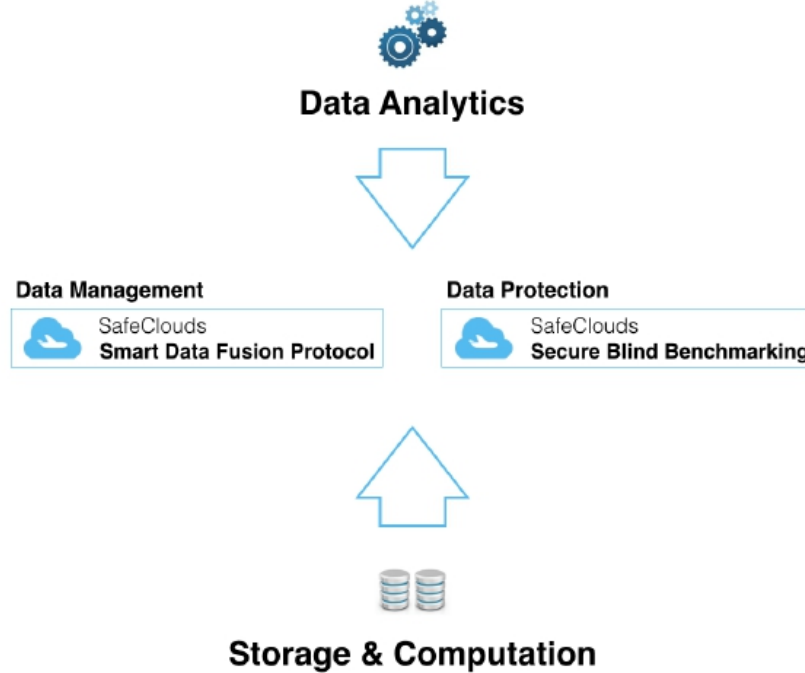 Data Analytics
Data Management
SafeClouds
Smart Data Fusion Protocol
Data Protection
SafeClouds
Secure Blind Benchmarking
Storage & Computation